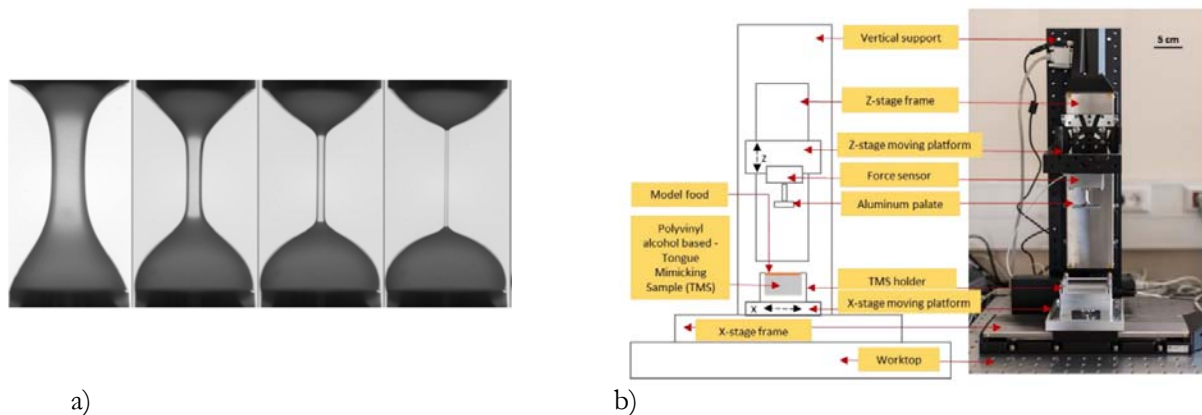 Vertical support
5 cm
Z-stage frame
Z-stage moving platform
Z
Force sensor
Model food
Aluminum palate
Polyvinyl
alcohol based -
Tongue
Mimicking
Sample (TMS)
TMS holder
X
X-stage moving platform
X-stage frame
Worktop
a)
b)